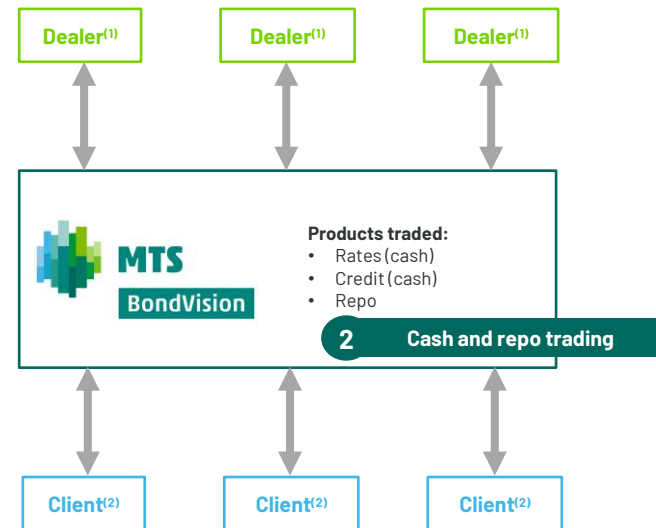 Dealer(1) Dealer(1) Dealer(1)
MTS
BondVision
Products traded:
• Rates (cash)
• Credit (cash)
• Repo
2 Cash and repo trading
Client(2) Client(2) Client(2)